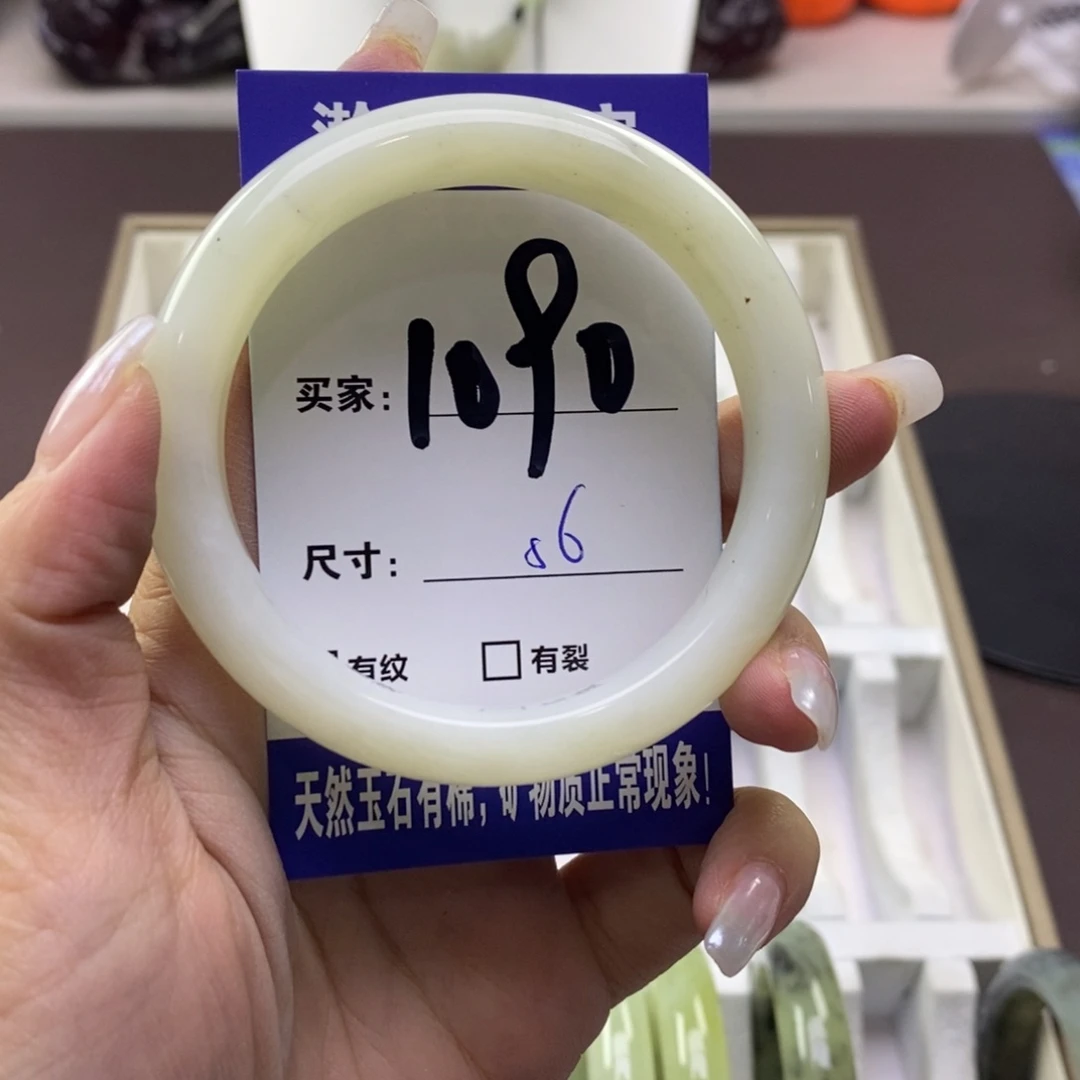 买家: 1090
尺寸: 56
有纹 □有裂
天然玉石有棉,矿物质正常现象!